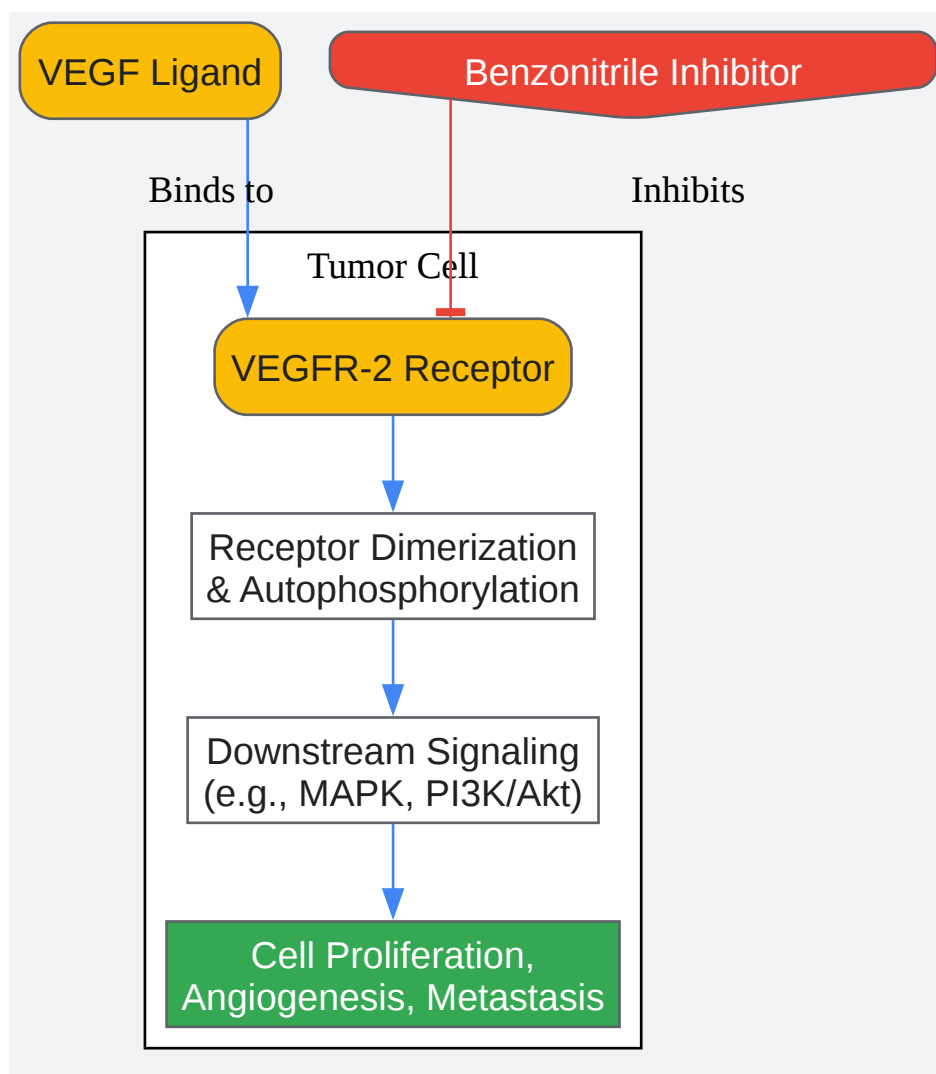 VEGF Ligand
Benzonitrile Inhibitor
Binds to
Inhibits
Tumor Cell
VEGFR-2 Receptor
Receptor Dimerization
& Autophosphorylation
Downstream Signaling
(e.g., MAPK, PI3K/Akt)
Cell Proliferation,
Angiogenesis, Metastasis